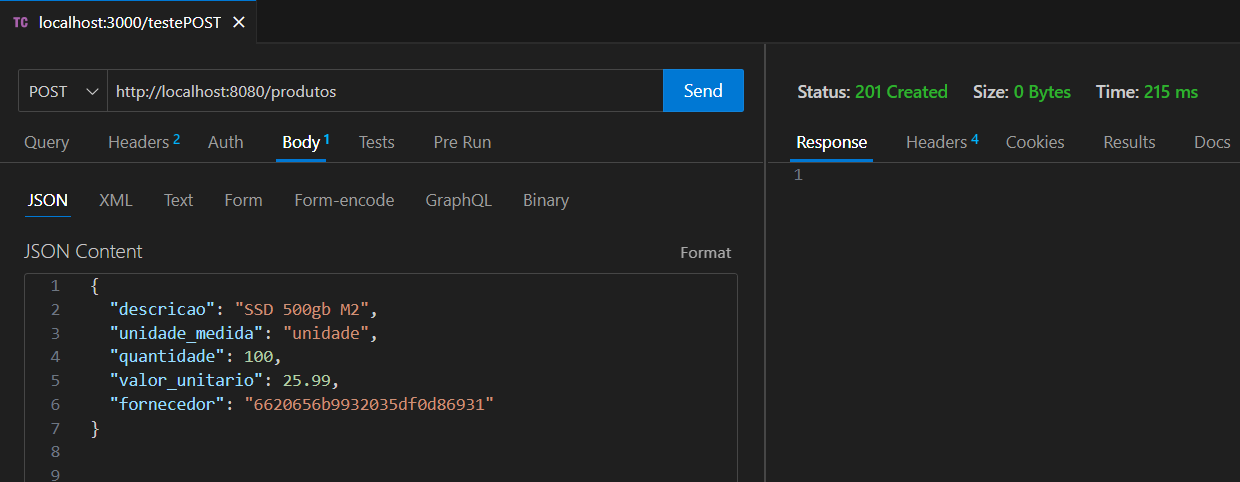 TC localhost:3000/testePOST ×
POST http://localhost:8080/produtos Send
Query Headers 2 Auth Body 1 Tests Pre Run
JSON XML Text Form Form-encode GraphQL Binary
JSON Content Format
1 {
2 "descricao": "SSD 500gb M2",
3 "unidade_medida": "unidade",
4 "quantidade": 100,
5 "valor_unitario": 25.99,
6 "fornecedor": "6620656b9932035df0d86931"
7 }
8
9
Status: 201 Created Size: 0 Bytes Time: 215 ms
Response Headers 4 Cookies Results Docs
1